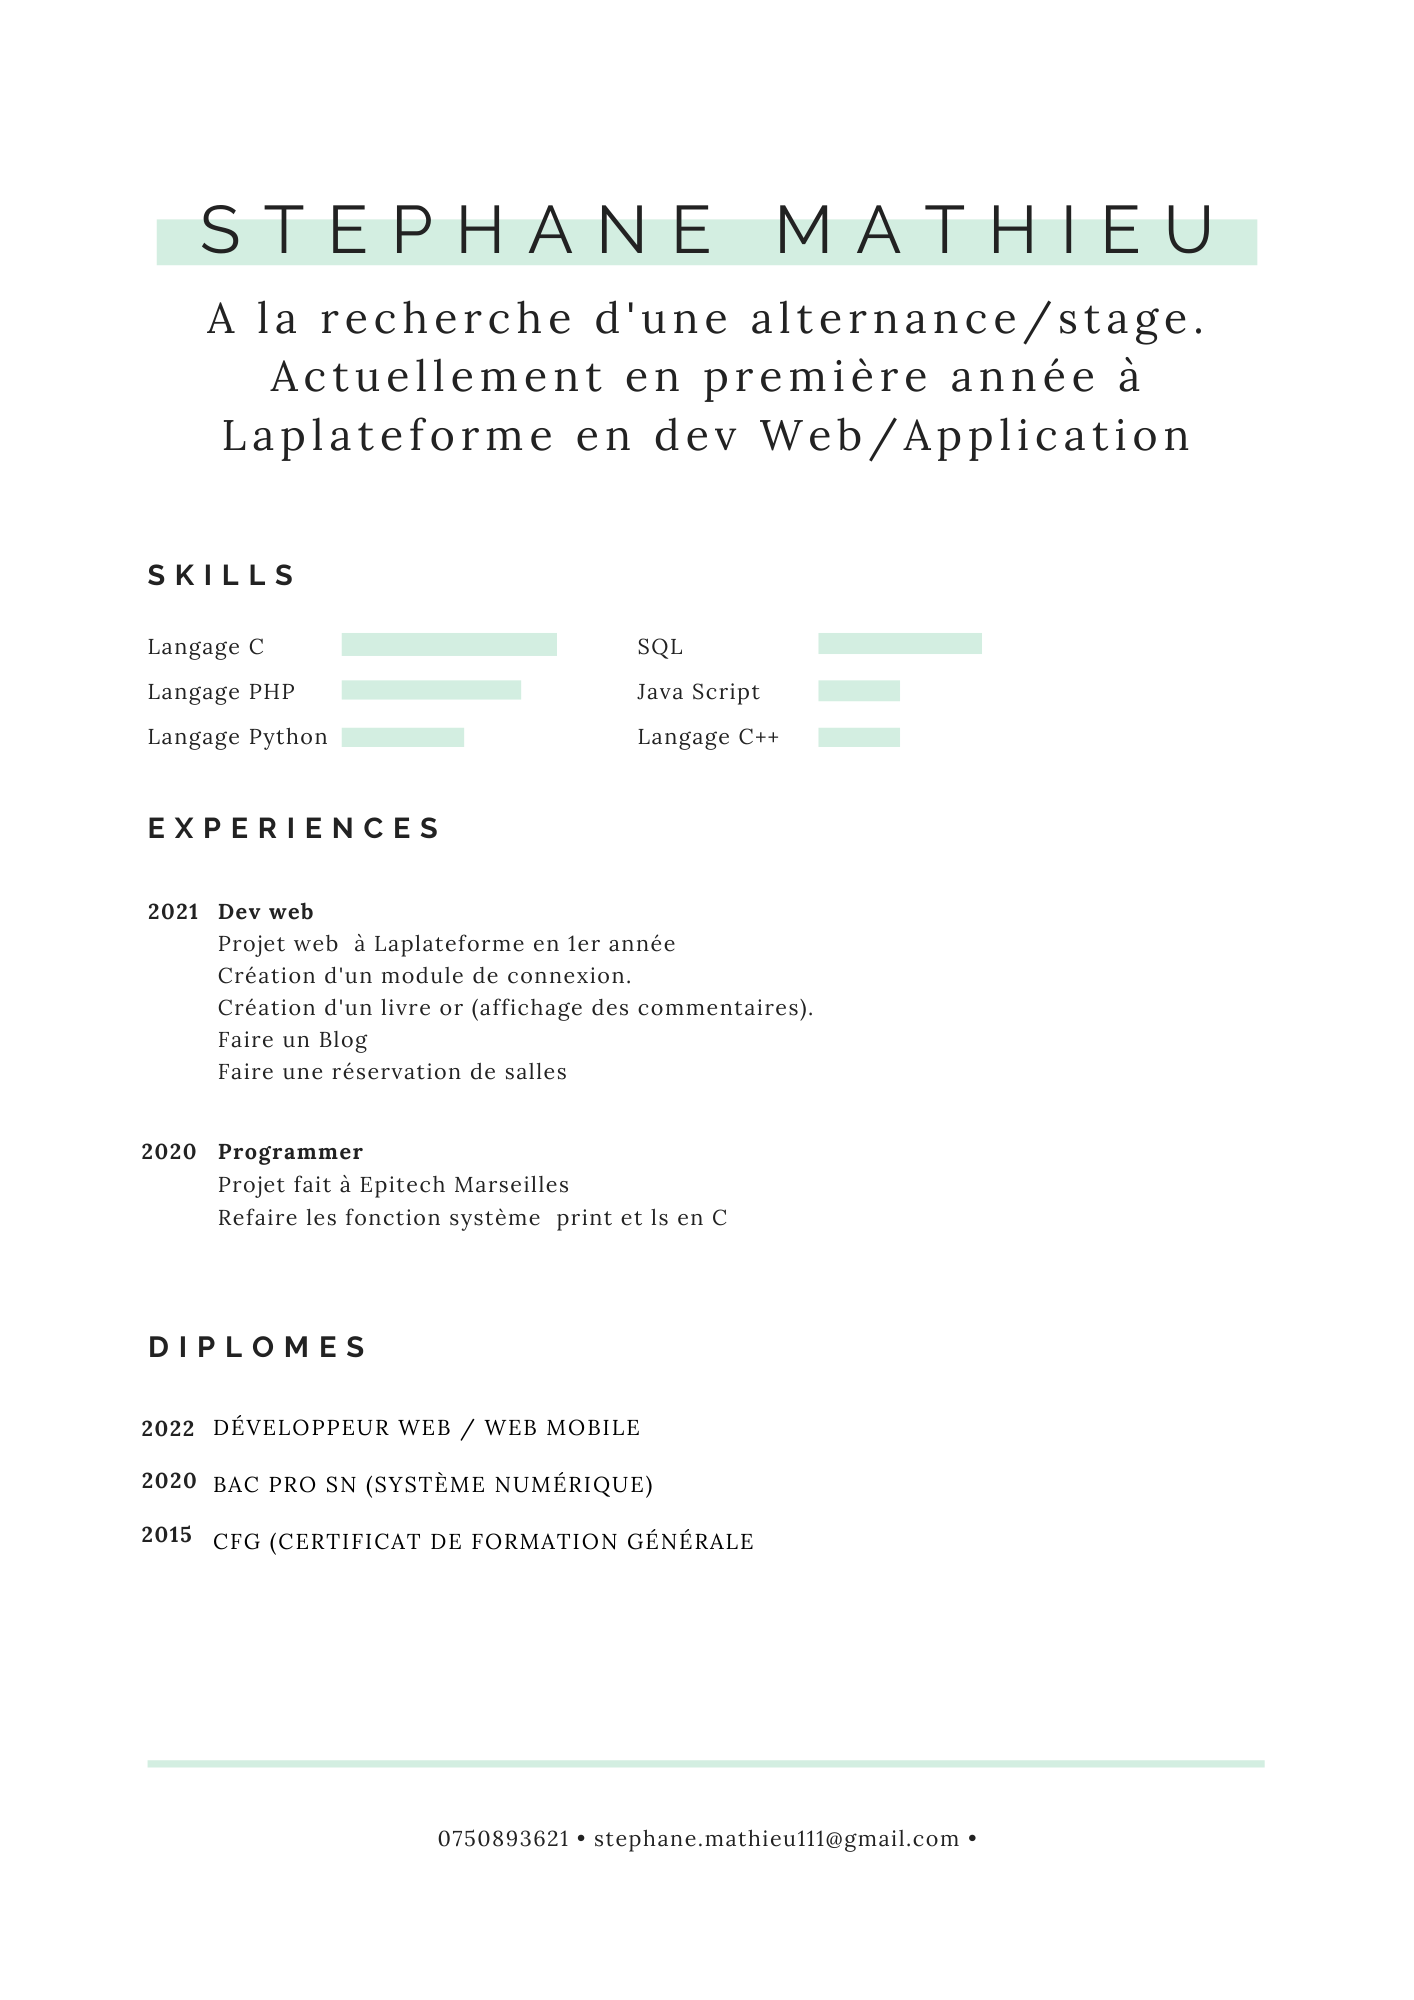 STEPHANE MATHIEU
A la recherche d'une alternance/stage.
Actuellement en première année à
Laplateforme en dev Web/Application
SKILLS
Langage C
Langage PHP
Langage Python
SQL
Java Script
Langage C++
EXPERIENCES
2021 Dev web
Projet web à Laplateforme en 1er année
Création d'un module de connexion.
Création d'un livre or (affichage des commentaires).
Faire un Blog
Faire une réservation de salles
2020 Programmer
Projet fait à Epitech Marseilles
Refaire les fonction système print et ls en C
DIPLOMES
2022 DÉVELOPPEUR WEB / WEB MOBILE
2020 BAC PRO SN (SYSTÈME NUMÉRIQUE)
2015 CFG (CERTIFICAT DE FORMATION GÉNÉRALE
0750893621 • stephane.mathieu111@gmail.com •